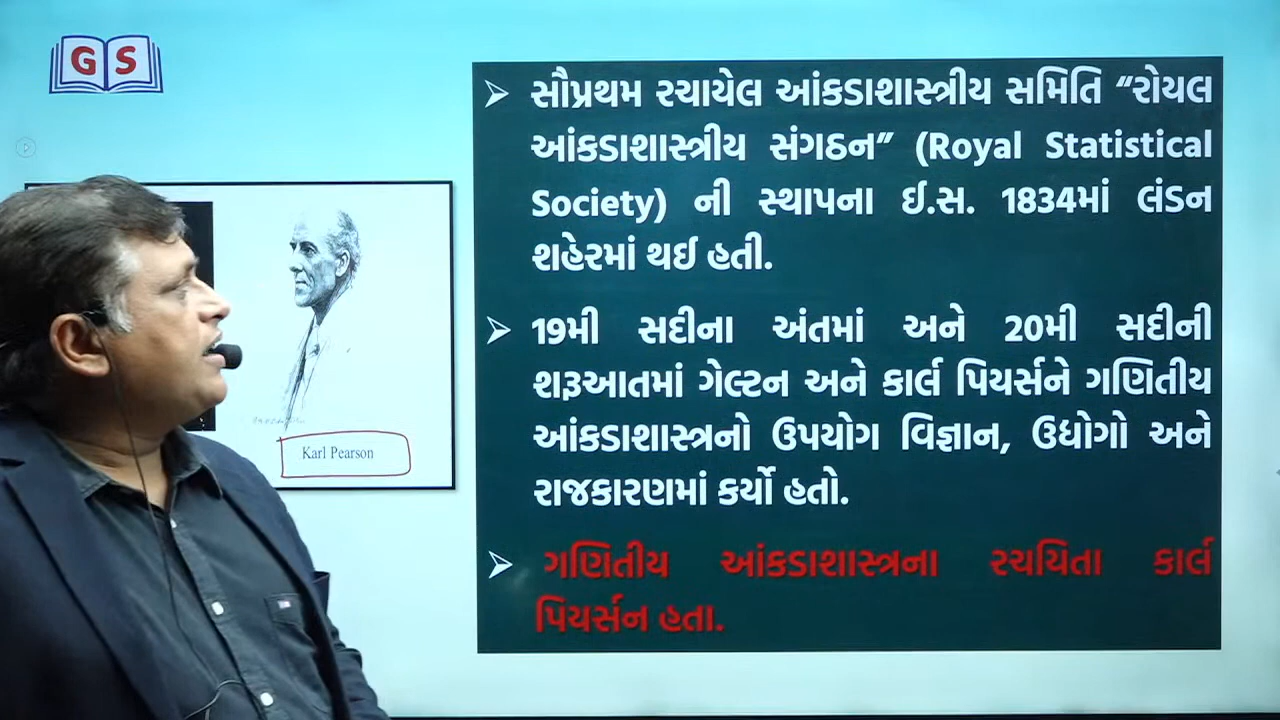 GS
સૌપ્રથમ રચાયેલ આંકડાશાસ્ત્રીય સમિતિ “રોયલ
આંકડાશાસ્ત્રીય સંગઠન” (Royal Statistical
Society) ની સ્થાપના ઈ.સ. 1834માં લંડન
શહેરમાં થઈ હતી.
19મી સદીના અંતમાં અને 20મી સદીની
શરૂઆતમાં ગેલ્ટન અને કાર્લ પિયર્સને ગણિતીય
આંકડાશાસ્ત્રનો ઉપયોગ વિજ્ઞાન, ઉદ્યોગો અને
રાજકારણમાં કર્યો હતો.
ગણિતીય આંકડાશાસ્ત્રના રચયિતા કાર્લ
પિયર્સન હતા.
Karl Pearson